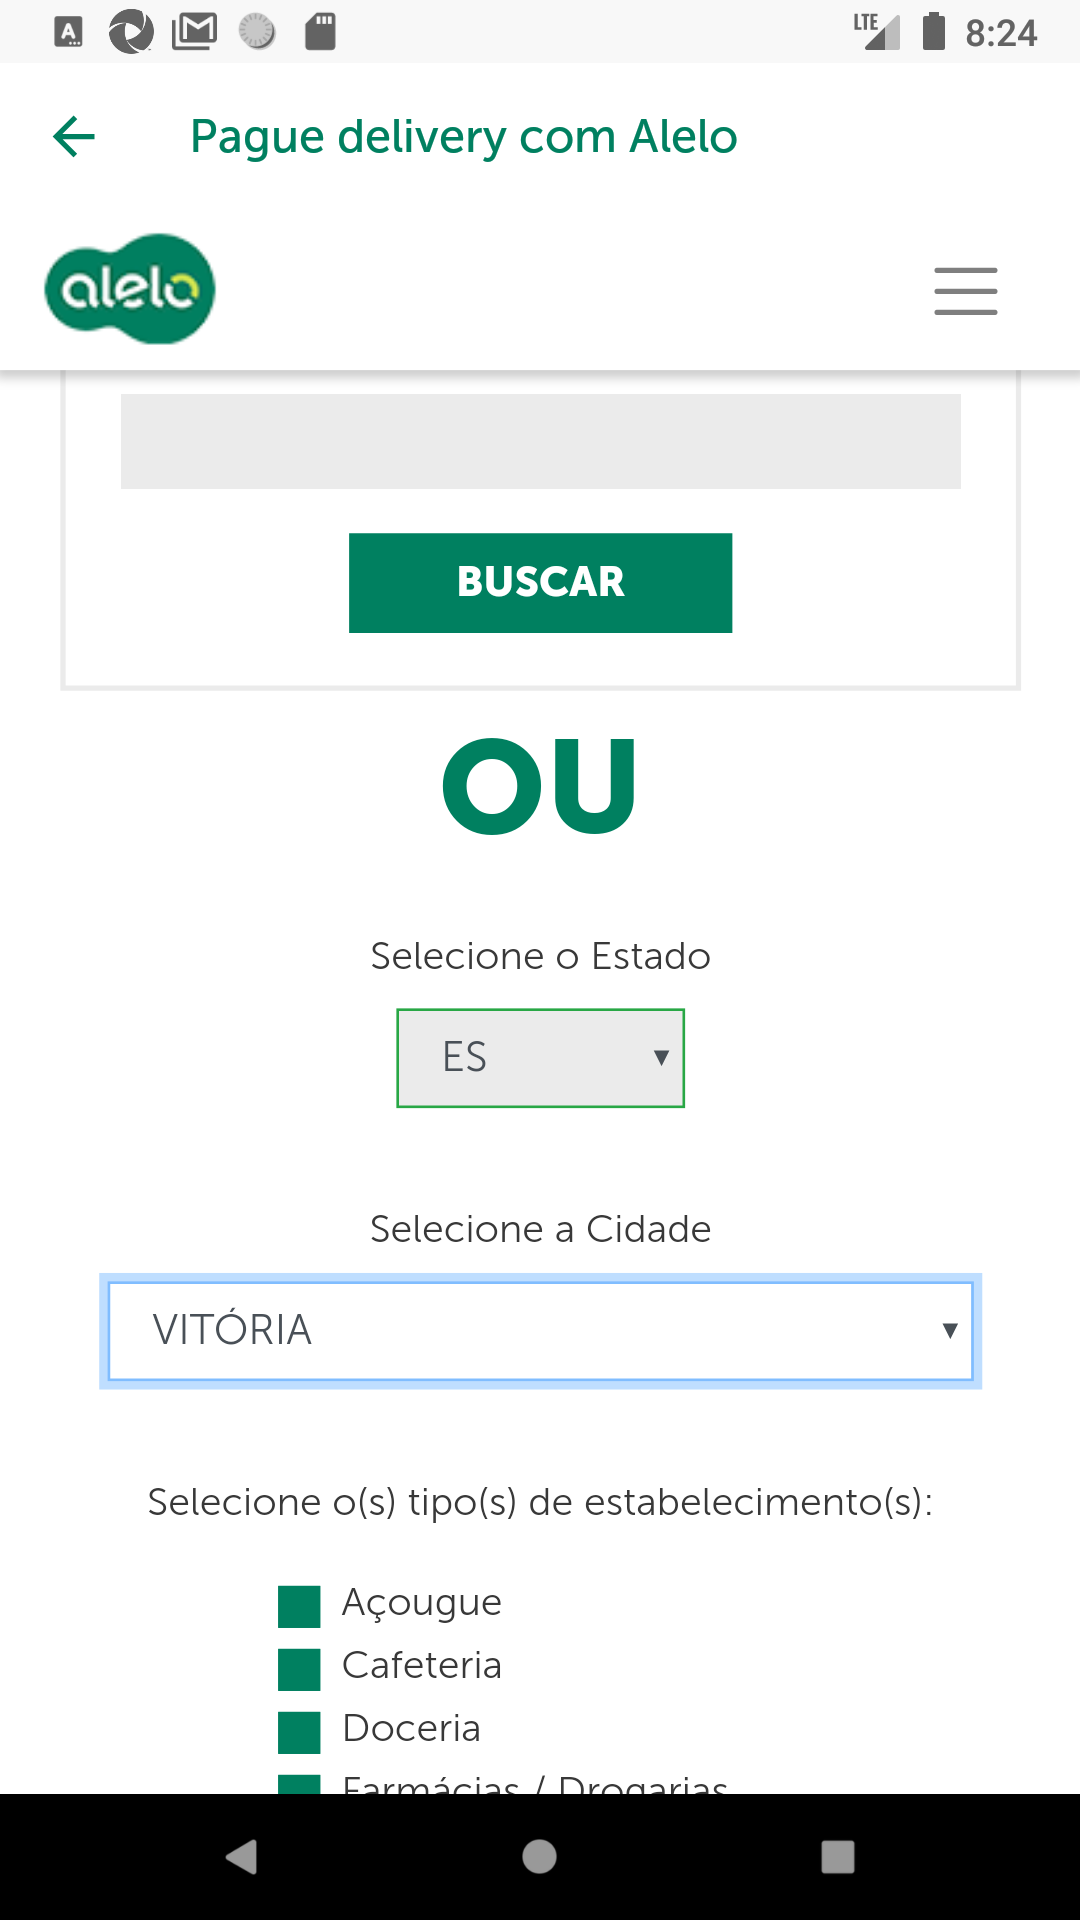 LTE 8:24
Pague delivery com Alelo
alelo
BUSCAR
OU
Selecione o Estado
ES
Selecione a Cidade
VITÓRIA
Selecione o(s) tipo(s) de estabelecimento(s):
Açougue
Cafeteria
Doceria
Farmácias / Drogarias